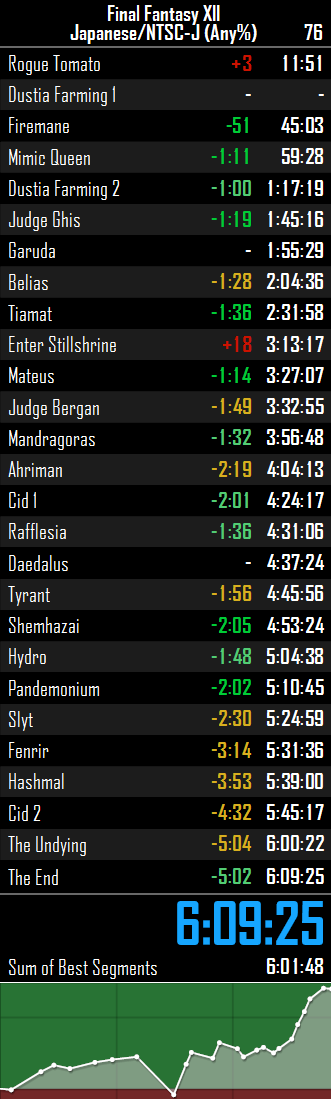 Final Fantasy XII
Japanese/NTSC-J (Any%) 76
Rogue Tomato +3 11:51
Dustia Farming 1 - -
Firemane -51 45:03
Mimic Queen -1:11 59:28
Dustia Farming 2 -1:00 1:17:19
Judge Ghis -1:19 1:45:16
Garuda - 1:55:29
Belias -1:28 2:04:36
Tiamat -1:36 2:31:58
Enter Stillshrine +18 3:13:17
Mateus -1:14 3:27:07
Judge Bergan -1:49 3:32:55
Mandragoras -1:32 3:56:48
Ahriman -2:19 4:04:13
Cid 1 -2:01 4:24:17
Rafflesia -1:36 4:31:06
Daedalus - 4:37:24
Tyrant -1:56 4:45:56
Shemhazai -2:05 4:53:24
Hydro -1:48 5:04:38
Pandemonium -2:02 5:10:45
Slyt -2:30 5:24:59
Fenrir -3:14 5:31:36
Hashmal -3:53 5:39:00
Cid 2 -4:32 5:45:17
The Undying -5:04 6:00:22
The End -5:02 6:09:25
6:09:25
Sum of Best Segments 6:01:48